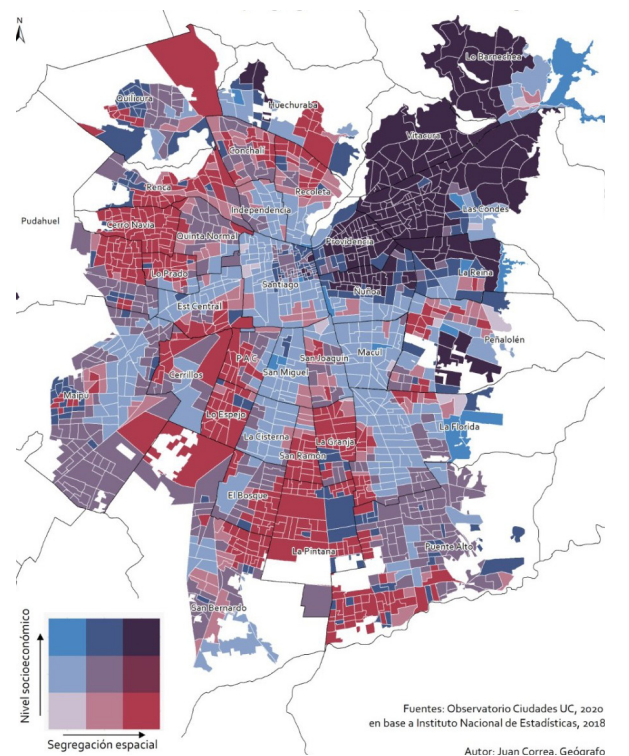 N
Lo Barnechea
Quilicura
Huechuraba
Vitacura
Conchalí
Renca
Recoleta
Independencia
Las Condes
Pudahuel
Cerro Navia
Quinta Normal
Providencia
Lo Prado
La Reina
Santiago
Ñuñoa
Est Central
Peñalolén
P A C
San Joaquín
Macul
Cerrillos
San Miguel
Maipú
Lo Espejo
La Florida
La Cisterna
La Granja
San Ramón
El Bosque
La Pintana
Puente Alto
San Bernardo
Nivel socioeconómico
Segregación espacial
Fuentes: Observatorio Ciudades UC, 2020
en base a Instituto Nacional de Estadísticas, 2018
Autor: Juan Correa, Geógrafo